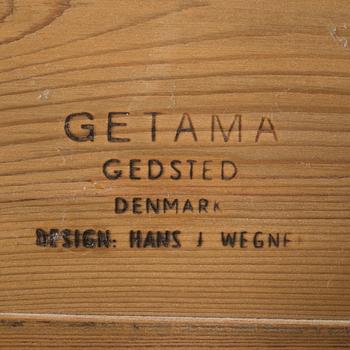 GETAMA
GEDSTED
DENMARK
DESIGN: HANS J WEGNE